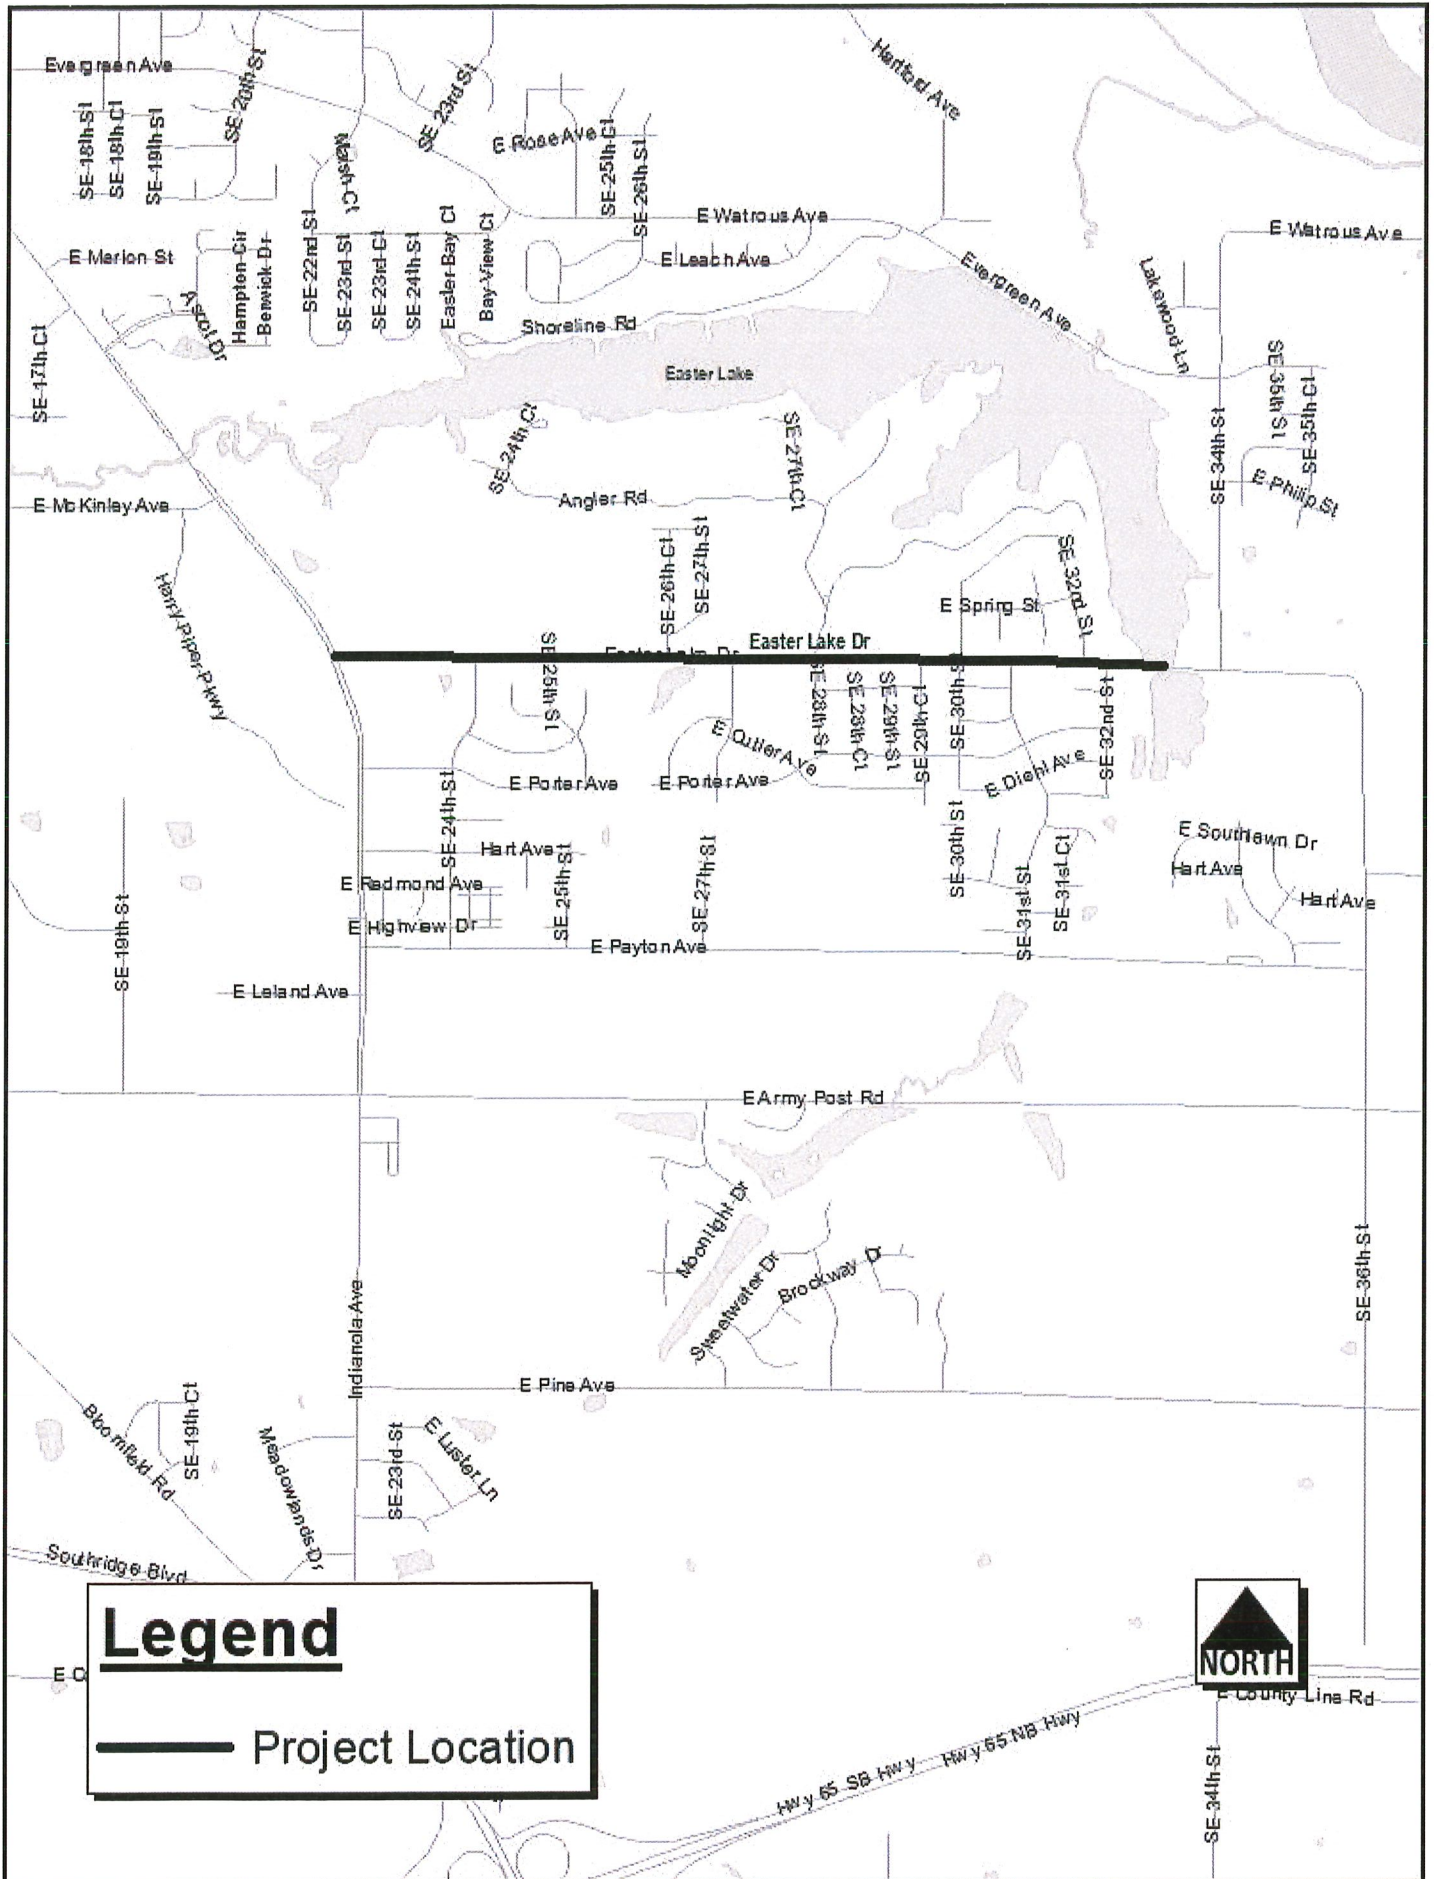 Hartford Ave
Evergreen Ave
SE 20th St
SE 23rd St
SE 18th St
SE 18th Ct
SE 19th St
Walsh Ct
E Rose Ave
SE 25th Ct
SE 26th St
E Watrous Ave
E Watrous Ave
E Marion St
Hampton Cir
Berwick Dr
SE 22nd St
SE 23rd St
SE 23rd Ct
SE 24th St
Easter Bay Ct
Bay View Ct
E Leach Ave
Evergreen Ave
Lakewood Ln
Shoreline Rd
SE 17th Ct
Easter Lake
SE 35th St
SE 35th Ct
SE 24th Ct
SE 27th Ct
SE 34th St
E Philip St
E McKinley Ave
Angler Rd
SE 26th Ct
SE 27th St
SE 32nd St
E Spring St
Easter Lake Dr
Easter Lake Dr
SE 25th St
SE 28th St
SE 28th Ct
SE 29th St
SE 29th Ct
SE 30th St
SE 32nd St
E Cutler Ave
E Diehl Ave
E Porter Ave
E Porter Ave
SE 24th St
Hart Ave
SE 25th St
SE 27th St
SE 30th St
SE 31st St
SE 31st Ct
E Southlawn Dr
Hart Ave
Hart Ave
E Redmond Ave
E Highview Dr
SE 19th St
E Payton Ave
E Leland Ave
E Army Post Rd
Moonlight Dr
Sweetwater Dr
Brockway Dr
SE 36th St
Indianola Ave
E Pine Ave
Bloomfield Rd
SE 19th Ct
Meadowlands Dr
SE 23rd St
E Luster Ln
Southridge Blvd
Legend
Project Location
NORTH
E County Line Rd
Hwy 65 SB Hwy
Hwy 65 NB Hwy
SE 34th St